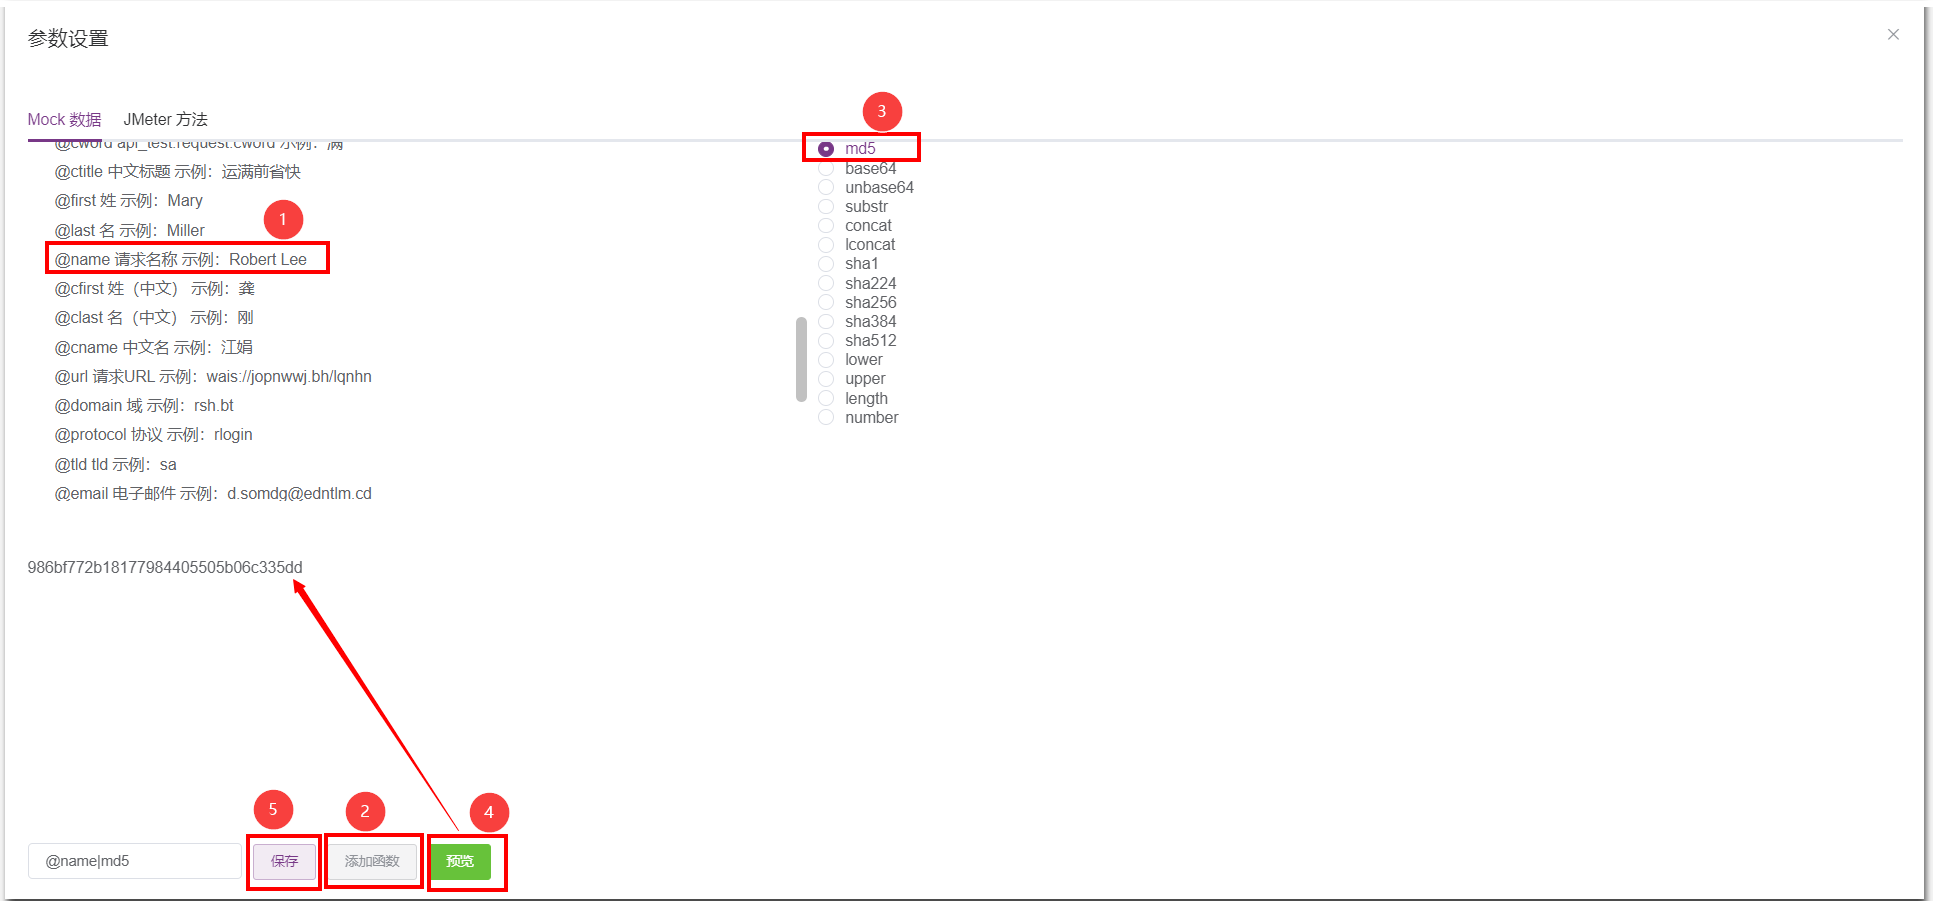 参数设置
Mock 数据 JMeter 方法
3
@cword api_test.request.cword 示例：满
@ctitle 中文标题 示例：运满前省快
@first 姓 示例：Mary
1
@last 名 示例：Miller
@name 请求名称 示例：Robert Lee
@cfirst 姓（中文） 示例：龚
@clast 名（中文） 示例：刚
@cname 中文名 示例：江娟
@url 请求URL 示例：wais://jopnwwj.bh/lqnhn
@domain 域 示例：rsh.bt
@protocol 协议 示例：rlogin
@tld tld 示例：sa
@email 电子邮件 示例：d.somdg@edntlm.cd
md5
base64
unbase64
substr
concat
lconcat
sha1
sha224
sha256
sha384
sha512
lower
upper
length
number
986bf772b18177984405505b06c335dd
5 2 4
@name|md5 保存 添加函数 预览